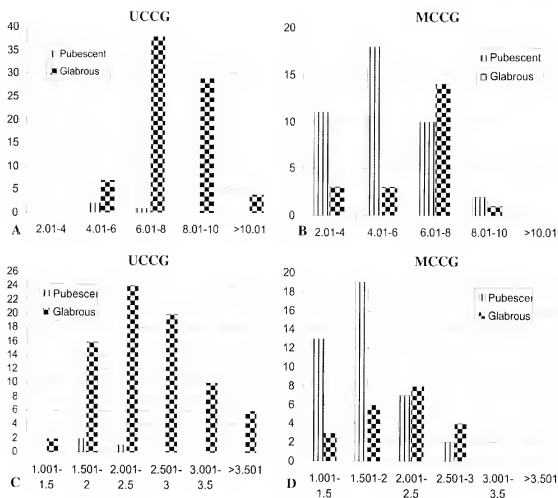 UCCG
40
35
30
25
20
15
10
5
0
Pubescent
Glabrous
A 2.01-4 4.01-6 6.01-8 8.01-10 >10.01
MCCG
20
15
10
5
0
Pubescent
Glabrous
B 2.01-4 4.01-6 6.01-8 8.01-10 >10.01
UCCG
26
24
22
20
18
16
14
12
10
8
6
4
2
0
Pubescer
Glabrous
C 1.001- 1.501- 2.001- 2.501- 3.001- >3.501
1.5 2 2.5 3 3.5
MCCG
20
18
16
14
12
10
8
6
4
2
0
Pubescer
Glabrous
D 1.001- 1.501-2 2.001- 2.501-3 3.001- >3.501
1.5 2.5 3.5